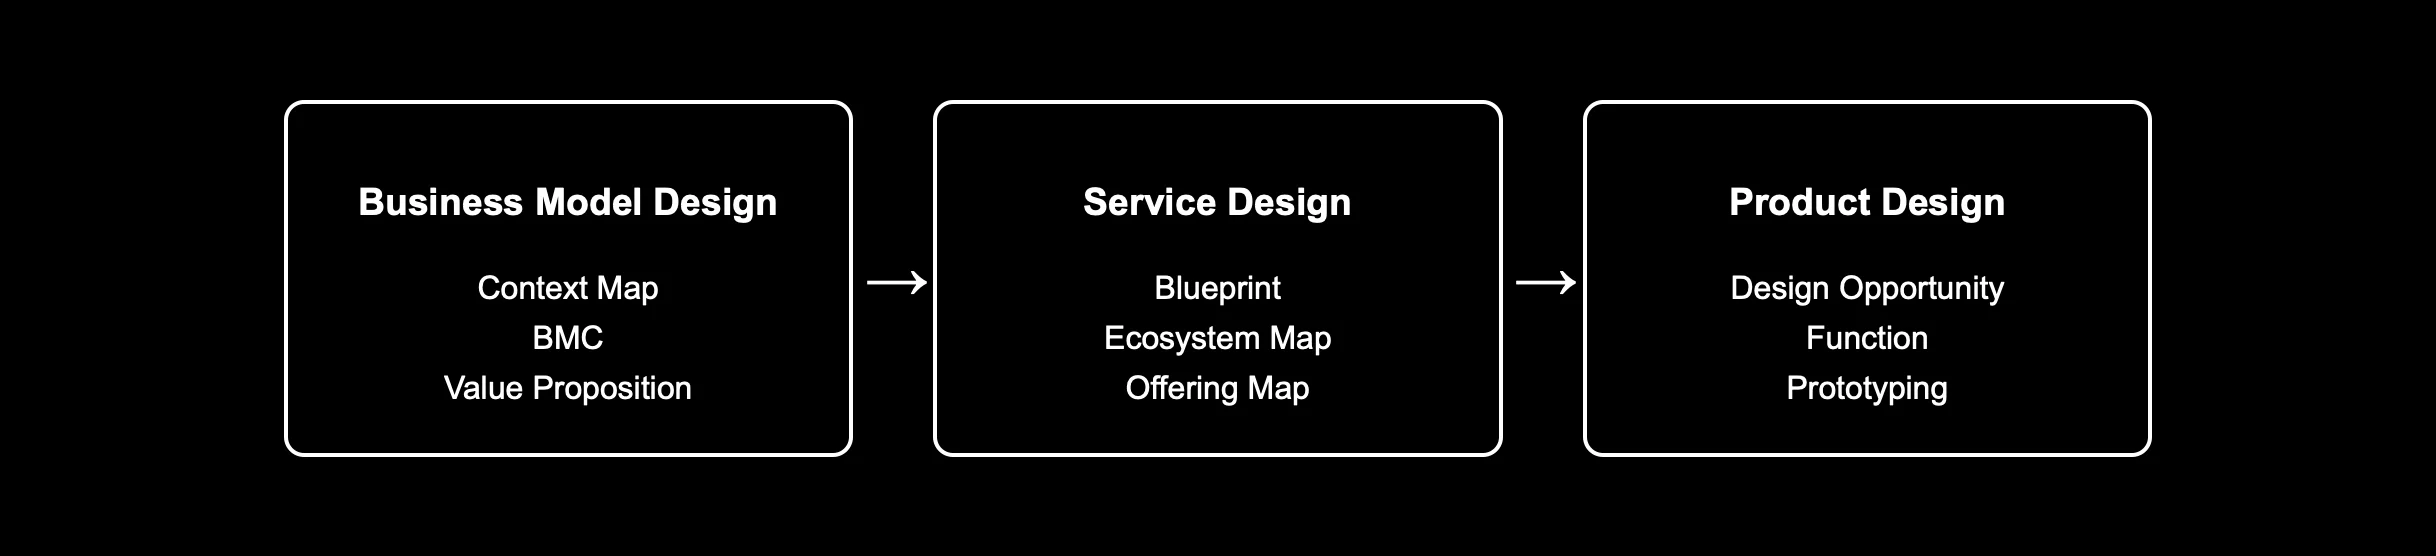 Business Model Design
Context Map
BMC
Value Proposition
Service Design
Blueprint
Ecosystem Map
Offering Map
Product Design
Design Opportunity
Function
Prototyping